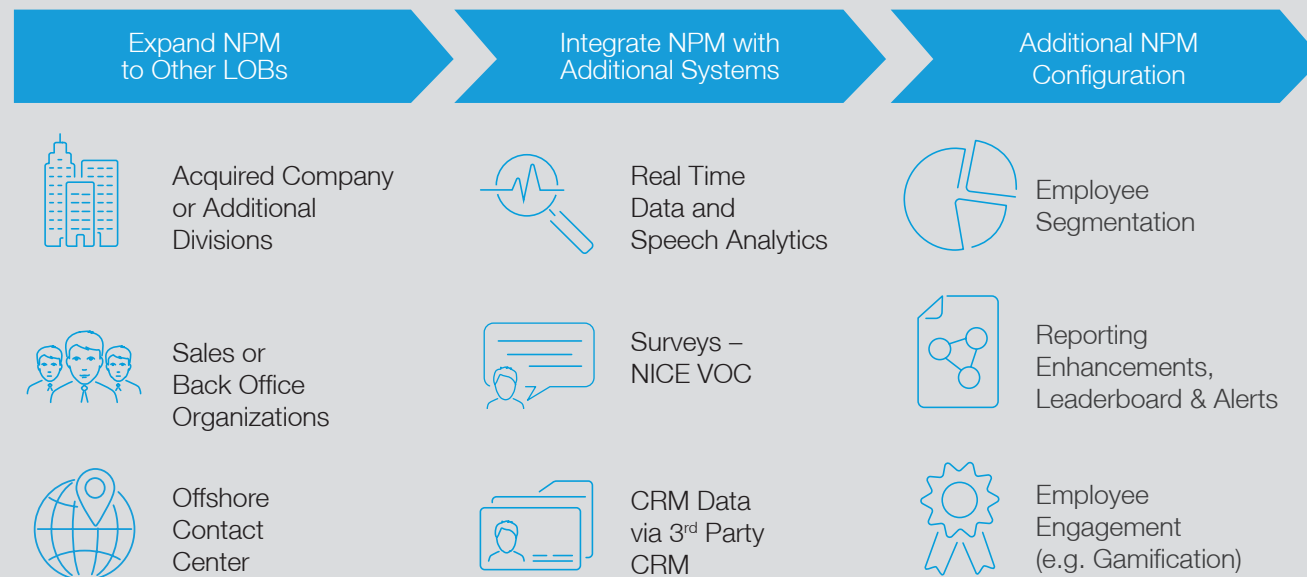 Expand NPM
to Other LOBs
Integrate NPM with
Additional Systems
Additional NPM
Configuration
Acquired Company
or Additional
Divisions
Real Time
Data and
Speech Analytics
Employee
Segmentation
Sales or
Back Office
Organizations
Surveys –
NICE VOC
Reporting
Enhancements,
Leaderboard & Alerts
Offshore
Contact
Center
CRM Data
via 3rd Party
CRM
Employee
Engagement
(e.g. Gamification)